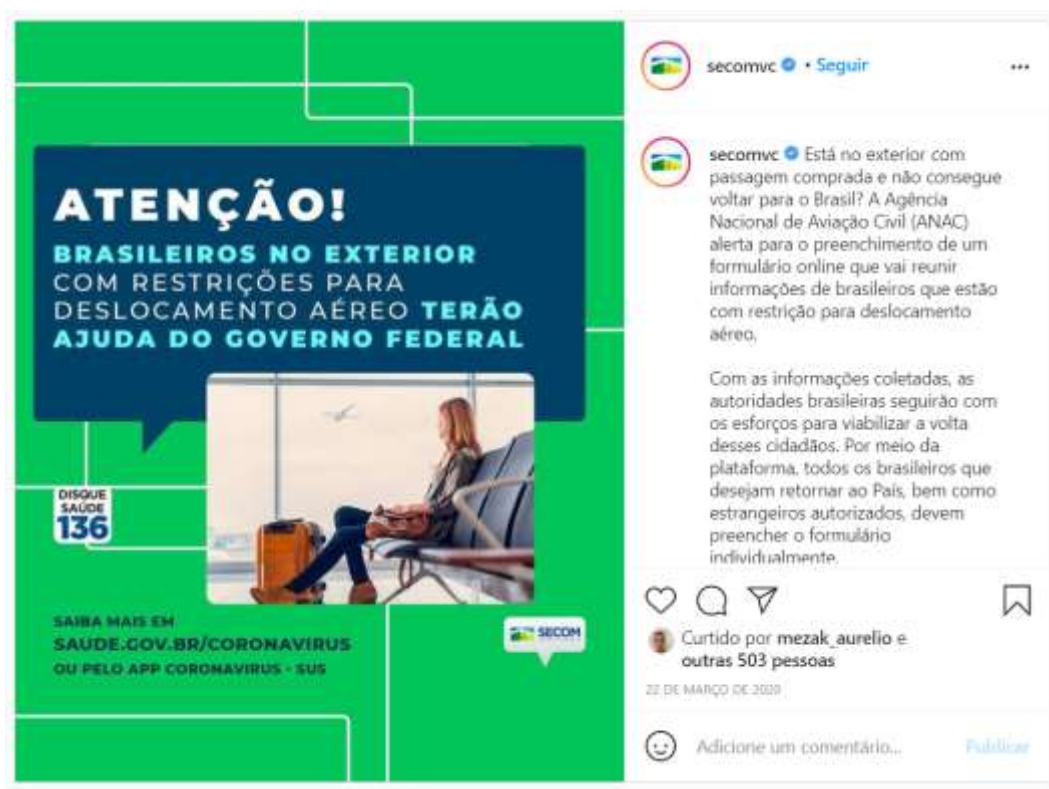 ATENÇÃO!
BRASILEIROS NO EXTERIOR
COM RESTRIÇÕES PARA
DESLOCAMENTO AÉREO TERÃO
AJUDA DO GOVERNO FEDERAL
DISQUE
SAÚDE
136
SAIBA MAIS EM
SAUDE.GOV.BR/CORONAVIRUS
OU PELO APP CORONAVIRUS - SUS
SECOM
secomvc • Seguir
secomvc Está no exterior com
passagem comprada e não consegue
voltar para o Brasil? A Agência
Nacional de Aviação Civil (ANAC)
alerta para o preenchimento de um
formulário online que vai reunir
informações de brasileiros que estão
com restrição para deslocamento
aéreo.
Com as informações coletadas, as
autoridades brasileiras seguirão com
os esforços para viabilizar a volta
desses cidadãos. Por meio da
plataforma, todos os brasileiros que
desejam retornar ao País, bem como
estrangeiros autorizados, devem
preencher o formulário
individualmente.
Curtido por mezak_aurelio e
outras 503 pessoas
22 DE MARÇO DE 2020
Adicione um comentário... Publicar